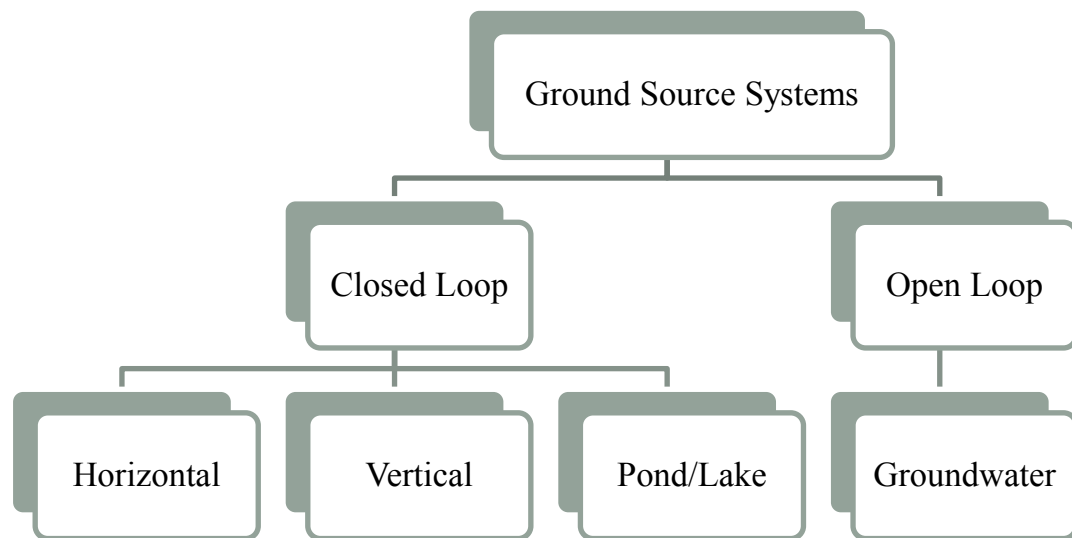 Ground Source Systems
Closed Loop
Open Loop
Horizontal
Vertical
Pond/Lake
Groundwater